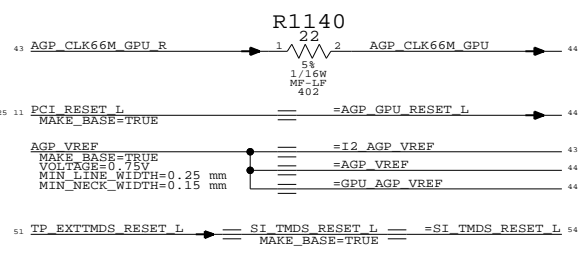 R1140
22
43 AGP_CLK66M_GPU_R 1 2 AGP_CLK66M_GPU 44
5%
1/16W
MF-LF
402
25 11 PCI_RESET_L =AGP_GPU_RESET_L 44
MAKE_BASE=TRUE
AGP_VREF =I2_AGP_VREF 43
MAKE_BASE=TRUE
VOLTAGE=0.75V =AGP_VREF 44
MIN_LINE_WIDTH=0.25 mm
MIN_NECK_WIDTH=0.15 mm =GPU_AGP_VREF 44
51 TP_EXTTMDS_RESET_L SI_TMDS_RESET_L =SI_TMDS_RESET_L 54
MAKE_BASE=TRUE